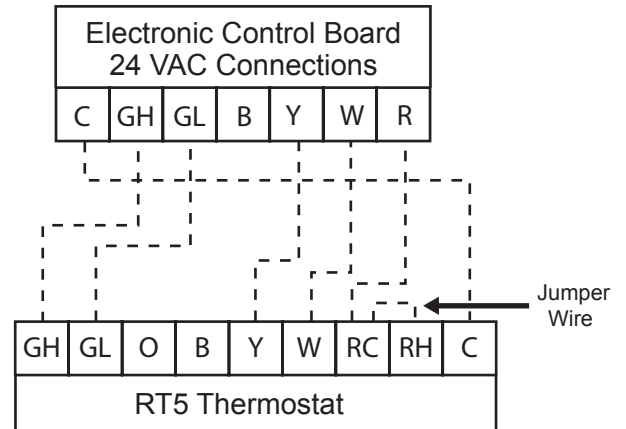 Electronic Control Board
24 VAC Connections
C GH GL B Y W R
Jumper
Wire
GH GL O B Y W RC RH C
RT5 Thermostat